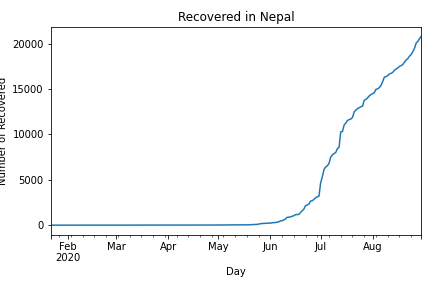 Recovered in Nepal
Number of Recovered
20000
15000
10000
5000
0
Feb Mar Apr May Jun Jul Aug
2020
Day